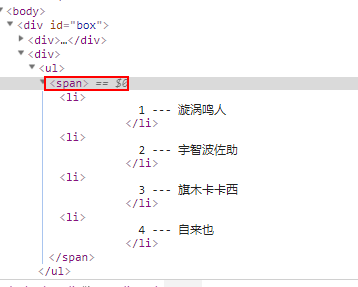 ▼<body>
▼<div id="box">
▶<div>…</div>
▼<div>
▼<ul>
▼<span> == $0
<li>
1 --- 漩涡鸣人
</li>
<li>
2 --- 宇智波佐助
</li>
<li>
3 --- 旗木卡卡西
</li>
<li>
4 --- 自来也
</li>
</span>
</ul>